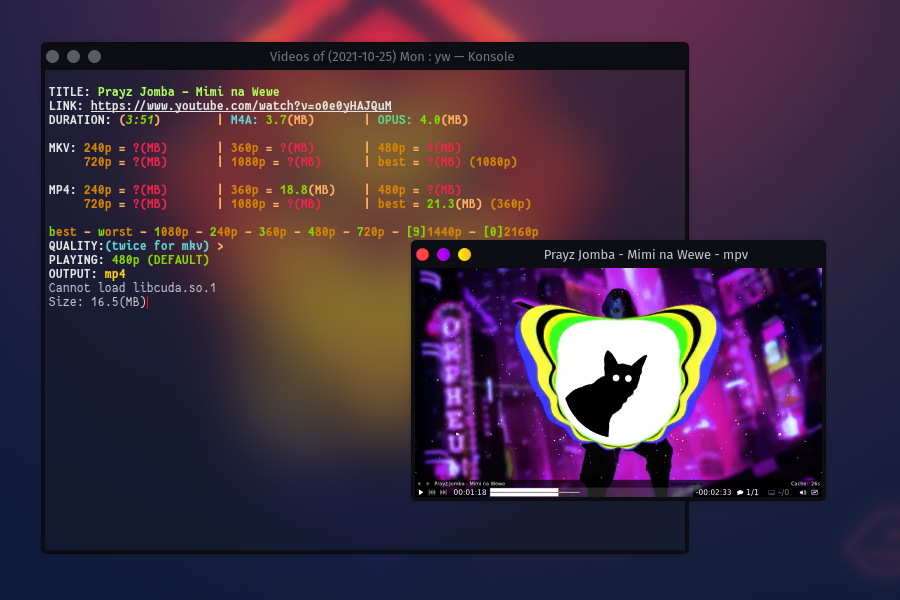 Videos of (2021-10-25) Mon : yw — Konsole
TITLE: Prayz Jomba - Mimi na Wewe
LINK: https://www.youtube.com/watch?v=o0e0yHAJQuM
DURATION: (3:51) | M4A: 3.7(MB) | OPUS: 4.0(MB)
MKV: 240p = ?(MB) | 360p = ?(MB) | 480p = ?(MB)
720p = ?(MB) | 1080p = ?(MB) | best = ?(MB) (1080p)
MP4: 240p = ?(MB) | 360p = 18.8(MB) | 480p = ?(MB)
720p = ?(MB) | 1080p = ?(MB) | best = 21.3(MB) (360p)
best - worst - 1080p - 240p - 360p - 480p - 720p - [9]1440p - [0]2160p
QUALITY:(twice for mkv) >
PLAYING: 480p (DEFAULT)
OUTPUT: mp4
Cannot load libcuda.so.1
Size: 16.5(MB)
Prayz Jomba - Mimi na Wewe - mpv
ORPHEU
Prayz Jomba - Mimi na Wewe
Cache: 26s
00:01:18
-00:02:33
1/1
-/0